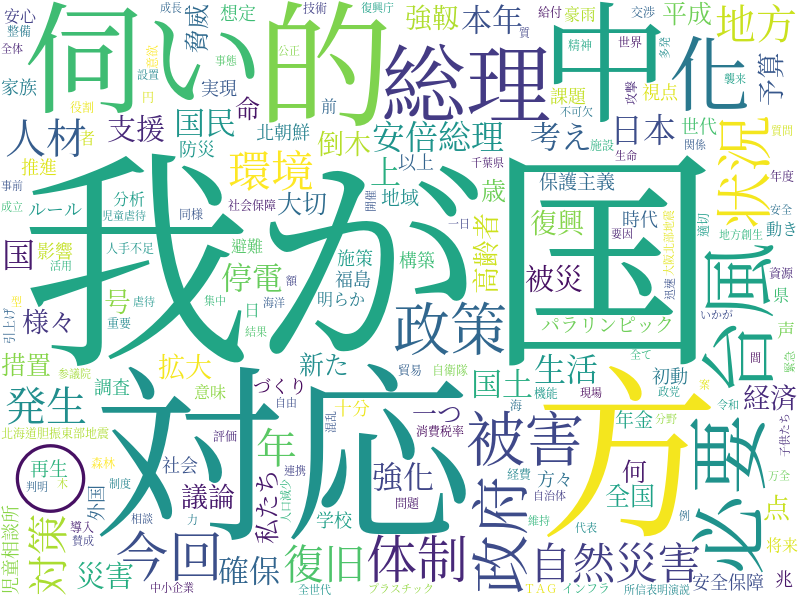 安心
整備
全体
成長
復興庁
技術
伺い
的
脅威
想定
給付
交渉
豪雨
質
強靭
本年
平成
地方
家族
悪化
設置
公正
事態
実現
総理
中
精神
世界
多発
化
襲来
予算
人材
役割
円
者
支援
国民
防災
命
前
北朝鮮
倒木
安倍総理
課題
不可欠
攻撃
視点
考え
施設
日本
生命
世代
関係
質問
状況
推進
環境
上
以上
千葉県
年度
事前
成立
ルール
分析
児童虐待
同様
社会保障
大切
開催
地域
歳
高齢者
一日
保護主義
復興
時代
要因
適切
大阪北部地震
安全
地方創生
動き
我が国
国
影響
活用
人手不足
避難
停電
施策
福島
構築
明らか
被災
迅速
県
資源
号
虐待
集中
額
海洋
日
重要
結果
パラリンピック
いかが
声
台風
型
引上げ
様々
措置
参議院
拡大
新た
貿易
自衛隊
政策
生活
全て
問
緊急
発生
調査
意味
づくり
自由
国土
機能
初動
現場
政党
案
経済
北海道胆振東部地震
評価
混乱
十分
消費税率
一つ
海
年金
令和
分野
子供たち
対応
方
必要
再生
判明
木
森林
制度
社会
年
連携
人口減少
強化
問題
被害
経費
方々
自治体
何
全国
万全
児童相談所
対策
外国
導入
賛成
議論
相談
力
私たち
学校
政府
維持
代表
例
点
将来
災害
今回
中小企業
確保
復旧
全世代
体制
プラスチック
TAG
インフラ
自然災害
所信表明演説
安全保障
兆